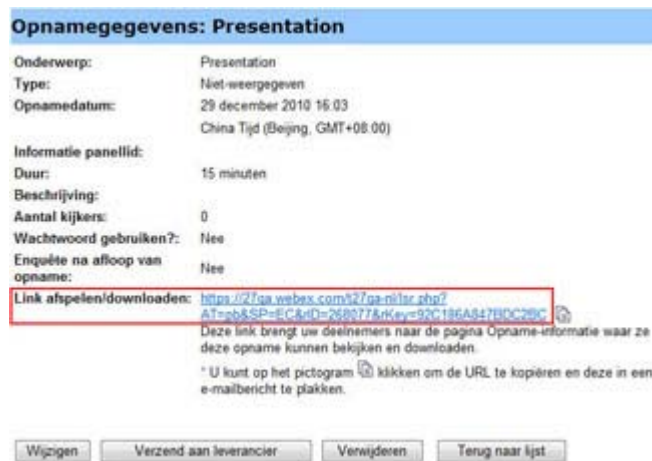 Opnamegegevens: Presentation
Onderwerp: Presentation
Type: Niet-weergegeven
Opnamedatum: 29 december 2010 16:03
China Tijd (Beijing, GMT+08:00)
Informatie panellid:
Duur: 15 minuten
Beschrijving:
Aantal kijkers: 0
Wachtwoord gebruiken?: Nee
Enquête na afloop van
opname: Nee
Link afspelen/downloaden: https://27qa.webex.com/t27qa-nl/lsr.php?
AT=pb&SP=EC&rID=268077&rKey=92C186A847BDC2BC
Deze link brengt uw deelnemers naar de pagina Opname-informatie waar ze
deze opname kunnen bekijken en downloaden.
* U kunt op het pictogram klikken om de URL te kopiëren en deze in een
e-mailbericht te plakken.
Wijzigen Verzend aan leverancier Verwijderen Terug naar lijst